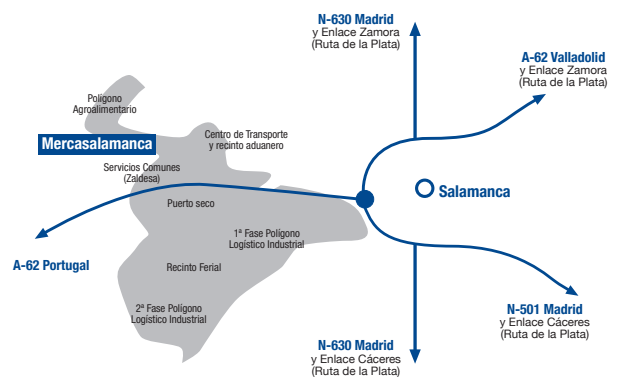 N-630 Madrid
y Enlace Zamora
(Ruta de la Plata)
A-62 Valladolid
y Enlace Zamora
(Ruta de la Plata)
Polígono
Agroalimentario
Mercasalamanca
Centro de Transporte
y recinto aduanero
Servicios Comunes
(Zaldesa)
Puerto seco
Salamanca
1ª Fase Polígono
Logístico Industrial
A-62 Portugal
Recinto Ferial
2ª Fase Polígono
Logístico Industrial
N-501 Madrid
y Enlace Cáceres
(Ruta de la Plata)
N-630 Madrid
y Enlace Cáceres
(Ruta de la Plata)